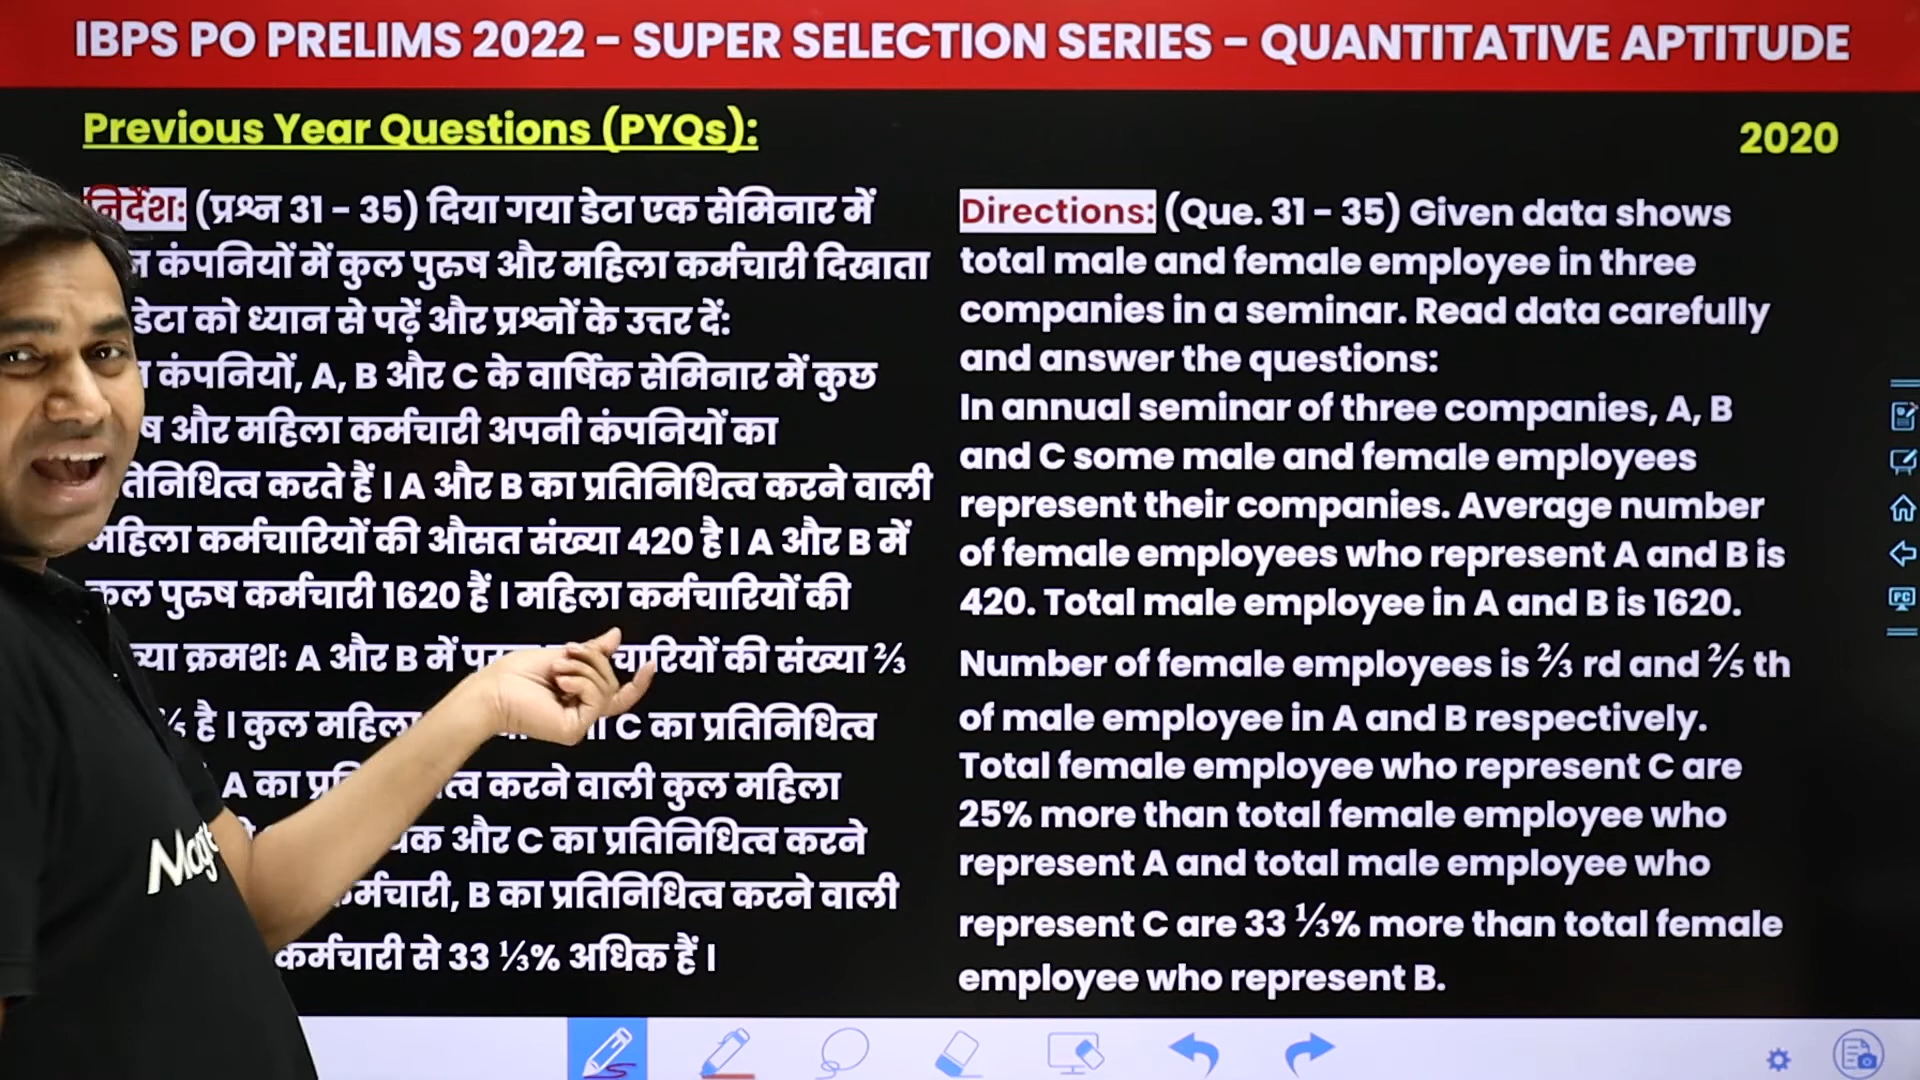 IBPS PO PRELIMS 2022 - SUPER SELECTION SERIES - QUANTITATIVE APTITUDE
Previous Year Questions (PYQs):
2020
निर्देश: (प्रश्न 31 - 35) दिया गया डेटा एक सेमिनार में
कंपनियों में कुल पुरुष और महिला कर्मचारी दिखाता
डेटा को ध्यान से पढ़ें और प्रश्नों के उत्तर दें:
कंपनियों, A, B और C के वार्षिक सेमिनार में कुछ
और महिला कर्मचारी अपनी कंपनियों का
प्रतिनिधित्व करते हैं । A और B का प्रतिनिधित्व करने वाली
महिला कर्मचारियों की औसत संख्या 420 है । A और B में
कुल पुरुष कर्मचारी 1620 हैं । महिला कर्मचारियों की
क्रमशः A और B में की संख्या ⅔
है । कुल C का प्रतिनिधित्व
A का करने वाली कुल महिला
और C का प्रतिनिधित्व करने
कर्मचारी, B का प्रतिनिधित्व करने वाली
कर्मचारी से 33 ⅓% अधिक हैं ।
Directions: (Que. 31 - 35) Given data shows
total male and female employee in three
companies in a seminar. Read data carefully
and answer the questions:
In annual seminar of three companies, A, B
and C some male and female employees
represent their companies. Average number
of female employees who represent A and B is
420. Total male employee in A and B is 1620.
Number of female employees is ⅔ rd and ⅖ th
of male employee in A and B respectively.
Total female employee who represent C are
25% more than total female employee who
represent A and total male employee who
represent C are 33 ⅓% more than total female
employee who represent B.
PC